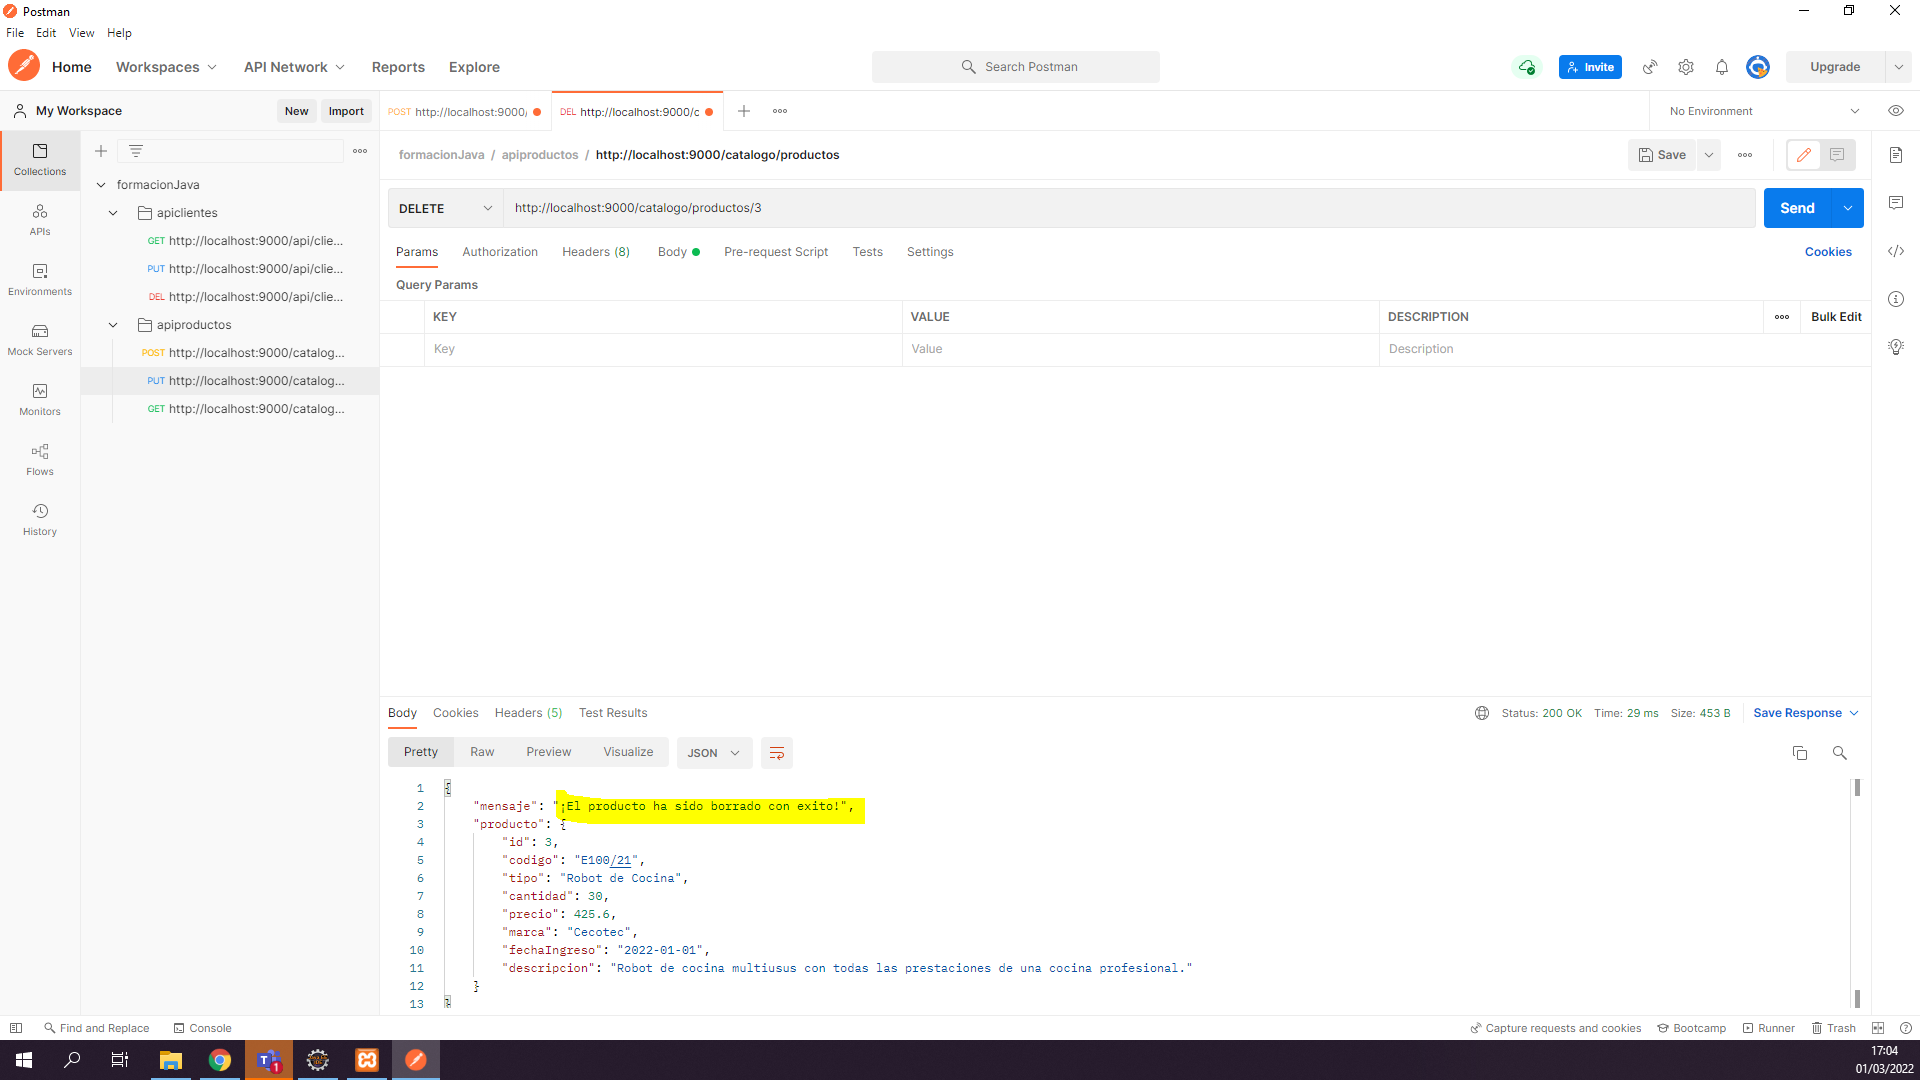 Postman
File Edit View Help
Home Workspaces API Network Reports Explore
Search Postman
Invite
Upgrade
My Workspace
New Import
POST http://localhost:9000/
DEL http://localhost:9000/c
No Environment
Collections
APIs
Environments
Mock Servers
Monitors
Flows
History
formacionJava
apiclientes
GET http://localhost:9000/api/clie...
PUT http://localhost:9000/api/clie...
DEL http://localhost:9000/api/clie...
apiproductos
POST http://localhost:9000/catalog...
PUT http://localhost:9000/catalog...
GET http://localhost:9000/catalog...
formacionJava / apiproductos / http://localhost:9000/catalogo/productos
Save
DELETE http://localhost:9000/catalogo/productos/3
Send
Params Authorization Headers (8) Body Pre-request Script Tests Settings
Cookies
Query Params
KEY VALUE DESCRIPTION
Bulk Edit
Key Value Description
Body Cookies Headers (5) Test Results
Status: 200 OK Time: 29 ms Size: 453 B Save Response
Pretty Raw Preview Visualize JSON
1 {
2 "mensaje": "¡El producto ha sido borrado con exito!",
3 "producto": {
4 "id": 3,
5 "codigo": "E100/21",
6 "tipo": "Robot de Cocina",
7 "cantidad": 30,
8 "precio": 425.6,
9 "marca": "Cecotec",
10 "fechaIngreso": "2022-01-01",
11 "descripcion": "Robot de cocina multiusus con todas las prestaciones de una cocina profesional."
12 }
13 }
Find and Replace Console
Capture requests and cookies Bootcamp Runner Trash
T 1
17:04
01/03/2022